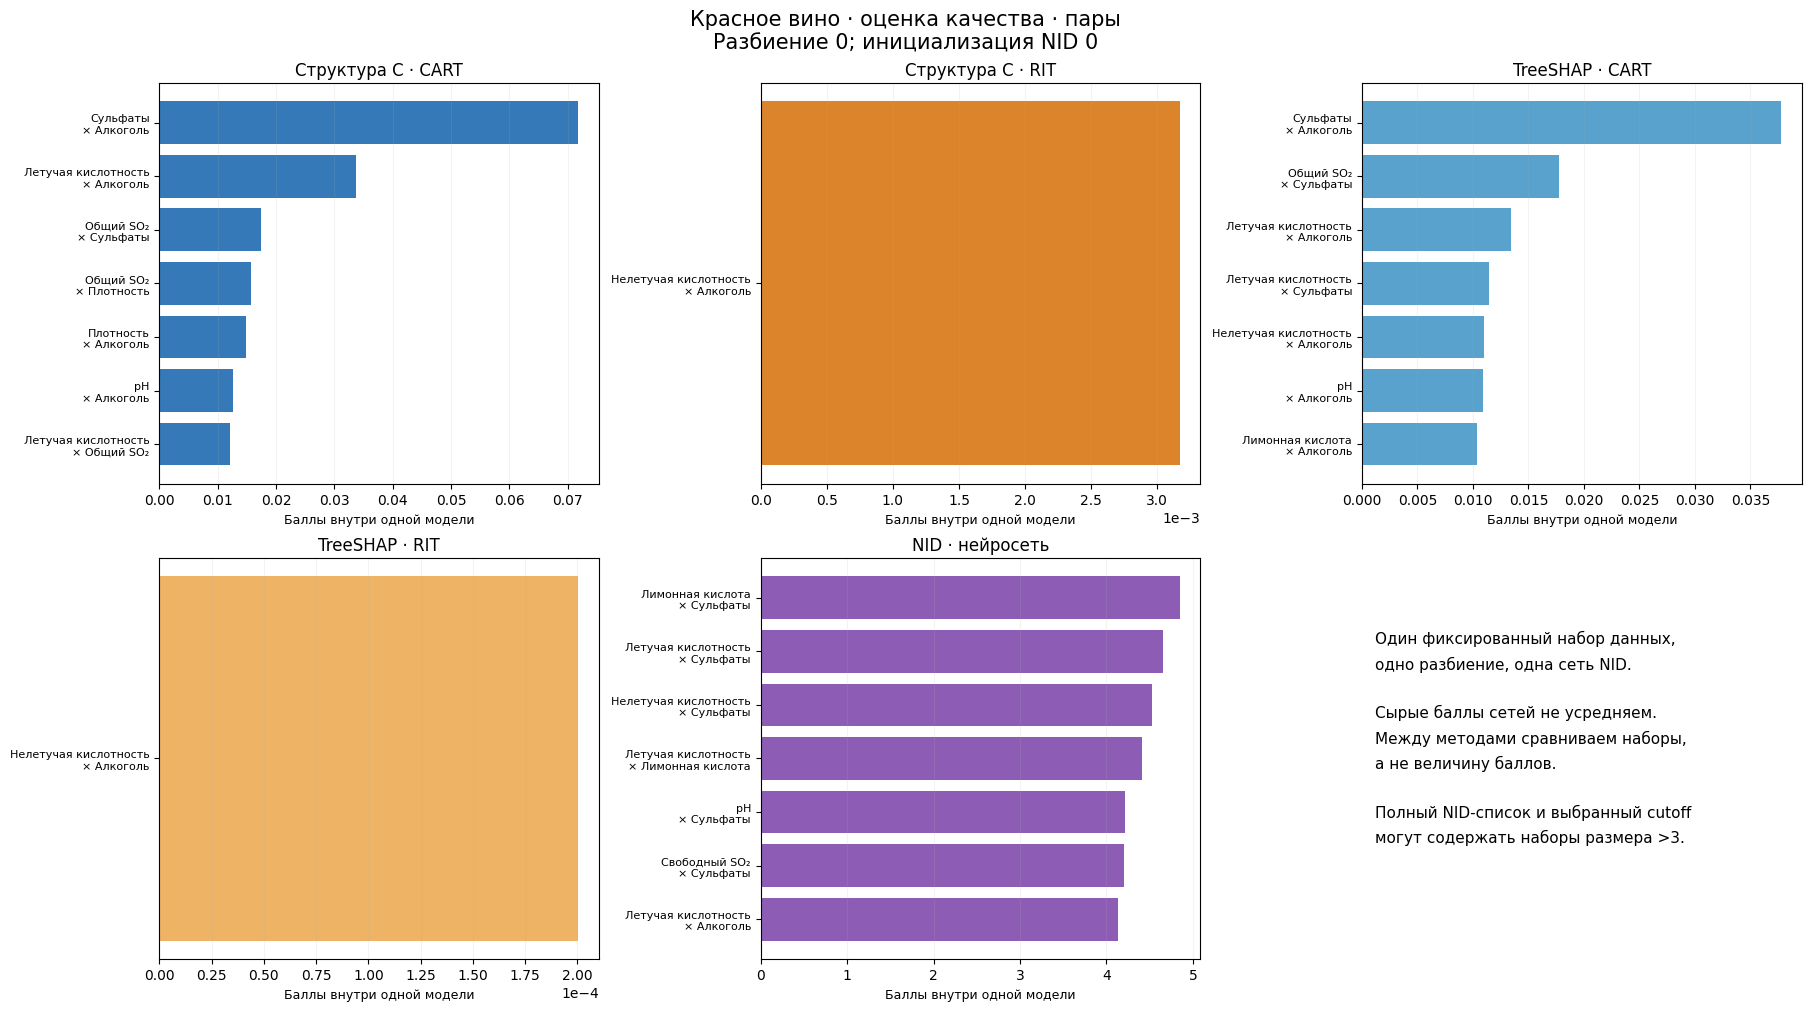 Красное вино · оценка качества · пары
Разбиение 0; инициализация NID 0
Структура C · CART
Сульфаты
× Алкоголь
Летучая кислотность
× Алкоголь
Общий SO₂
× Сульфаты
Общий SO₂
× Плотность
Плотность
× Алкоголь
pH
× Алкоголь
Летучая кислотность
× Общий SO₂
0.00 0.01 0.02 0.03 0.04 0.05 0.06 0.07
Баллы внутри одной модели
Структура C · RIT
Нелетучая кислотность
× Алкоголь
0.0 0.5 1.0 1.5 2.0 2.5 3.0
1e−3
Баллы внутри одной модели
TreeSHAP · CART
Сульфаты
× Алкоголь
Общий SO₂
× Сульфаты
Летучая кислотность
× Алкоголь
Летучая кислотность
× Сульфаты
Нелетучая кислотность
× Алкоголь
pH
× Алкоголь
Лимонная кислота
× Алкоголь
0.000 0.005 0.010 0.015 0.020 0.025 0.030 0.035
Баллы внутри одной модели
TreeSHAP · RIT
Нелетучая кислотность
× Алкоголь
0.00 0.25 0.50 0.75 1.00 1.25 1.50 1.75 2.00
1e−4
Баллы внутри одной модели
NID · нейросеть
Лимонная кислота
× Сульфаты
Летучая кислотность
× Сульфаты
Нелетучая кислотность
× Сульфаты
Летучая кислотность
× Лимонная кислота
pH
× Сульфаты
Свободный SO₂
× Сульфаты
Летучая кислотность
× Алкоголь
0 1 2 3 4 5
Баллы внутри одной модели
Один фиксированный набор данных,
одно разбиение, одна сеть NID.
Сырые баллы сетей не усредняем.
Между методами сравниваем наборы,
а не величину баллов.
Полный NID-список и выбранный cutoff
могут содержать наборы размера >3.